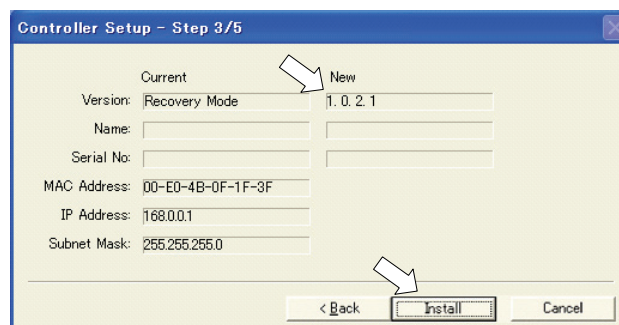 Controller Setup - Step 3/5
Current New
Version: Recovery Mode 1. 0. 2. 1
Name:
Serial No:
MAC Address: 00-E0-4B-0F-1F-3F
IP Address: 168.0.0.1
Subnet Mask: 255.255.255.0
< Back Install Cancel